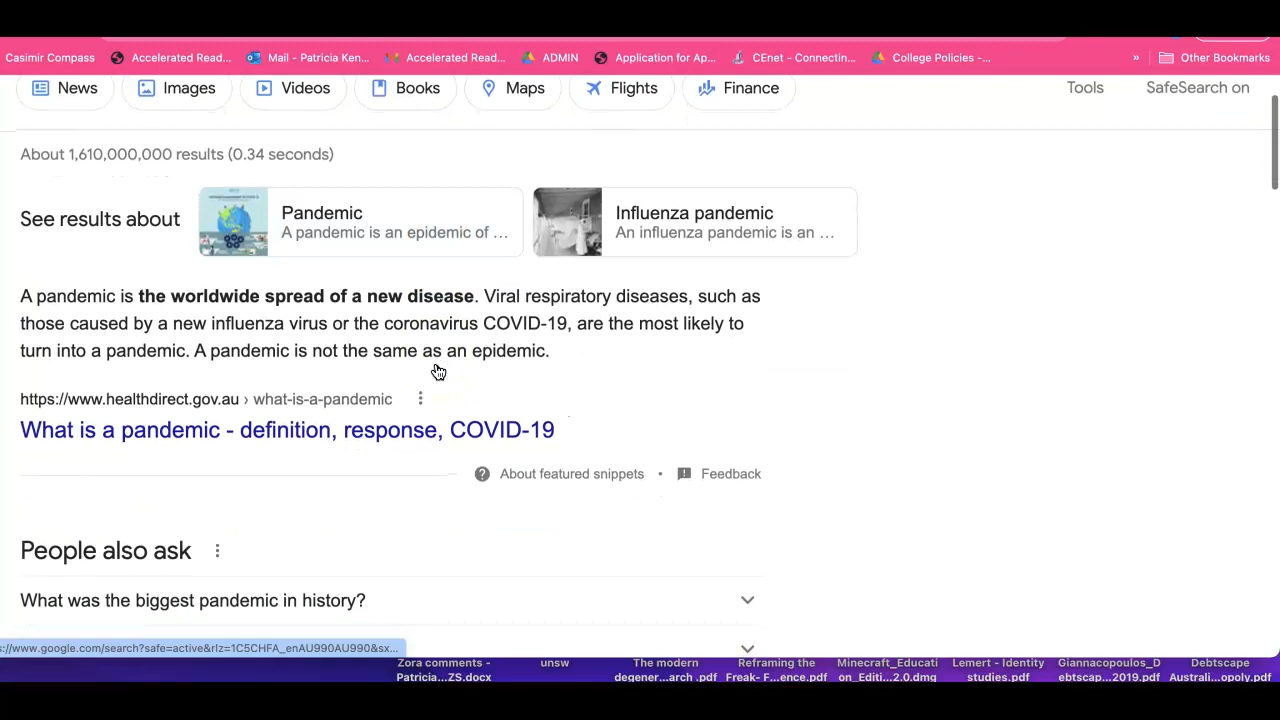 Casimir Compass Accelerated Read... Mail - Patricia Ken... Accelerated Read... ADMIN Application for Ap... CEnet - Connectin... College Policies -... » Other Bookmarks
News Images Videos Books Maps Flights Finance Tools SafeSearch on
About 1,610,000,000 results (0.34 seconds)
See results about
Pandemic
A pandemic is an epidemic of ...
Influenza pandemic
An influenza pandemic is an ...
A pandemic is the worldwide spread of a new disease. Viral respiratory diseases, such as
those caused by a new influenza virus or the coronavirus COVID-19, are the most likely to
turn into a pandemic. A pandemic is not the same as an epidemic.
https://www.healthdirect.gov.au › what-is-a-pandemic
What is a pandemic - definition, response, COVID-19
About featured snippets • Feedback
People also ask
What was the biggest pandemic in history?
s://www.google.com/search?safe=active&rlz=1C5CHFA_enAU990AU990&sx...
Zora comments - unsw The modern Reframing the Minecraft_Educati Lemert - Identity Giannacopoulos_D Debtscape
Patricia...ZS.docx degener...arch .pdf Freak- F...ence.pdf on_Editi...2.0.dmg studies.pdf ebtscap...2019.pdf Australi...opoly.pdf